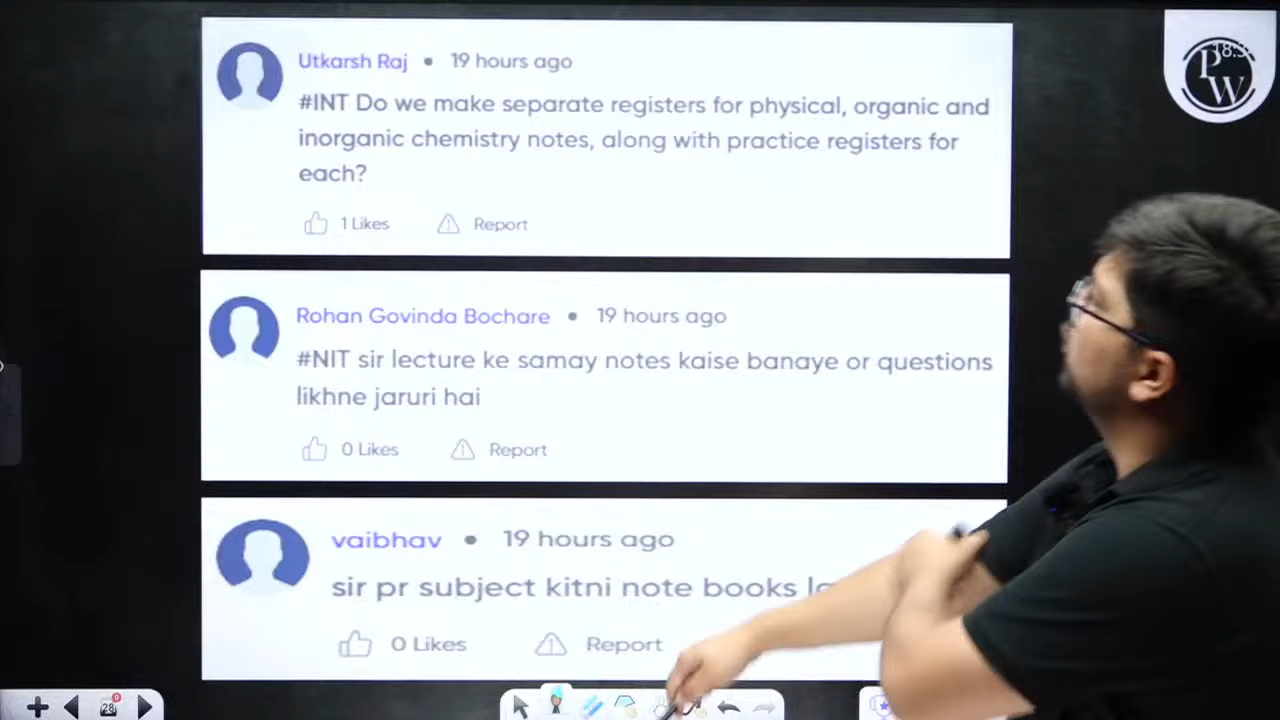 Utkarsh Raj • 19 hours ago
#INT Do we make separate registers for physical, organic and
inorganic chemistry notes, along with practice registers for
each?
1 Likes Report
Rohan Govinda Bochare • 19 hours ago
#NIT sir lecture ke samay notes kaise banaye or questions
likhne jaruri hai
0 Likes Report
vaibhav • 19 hours ago
sir pr subject kitni note books
0 Likes Report
PW
28